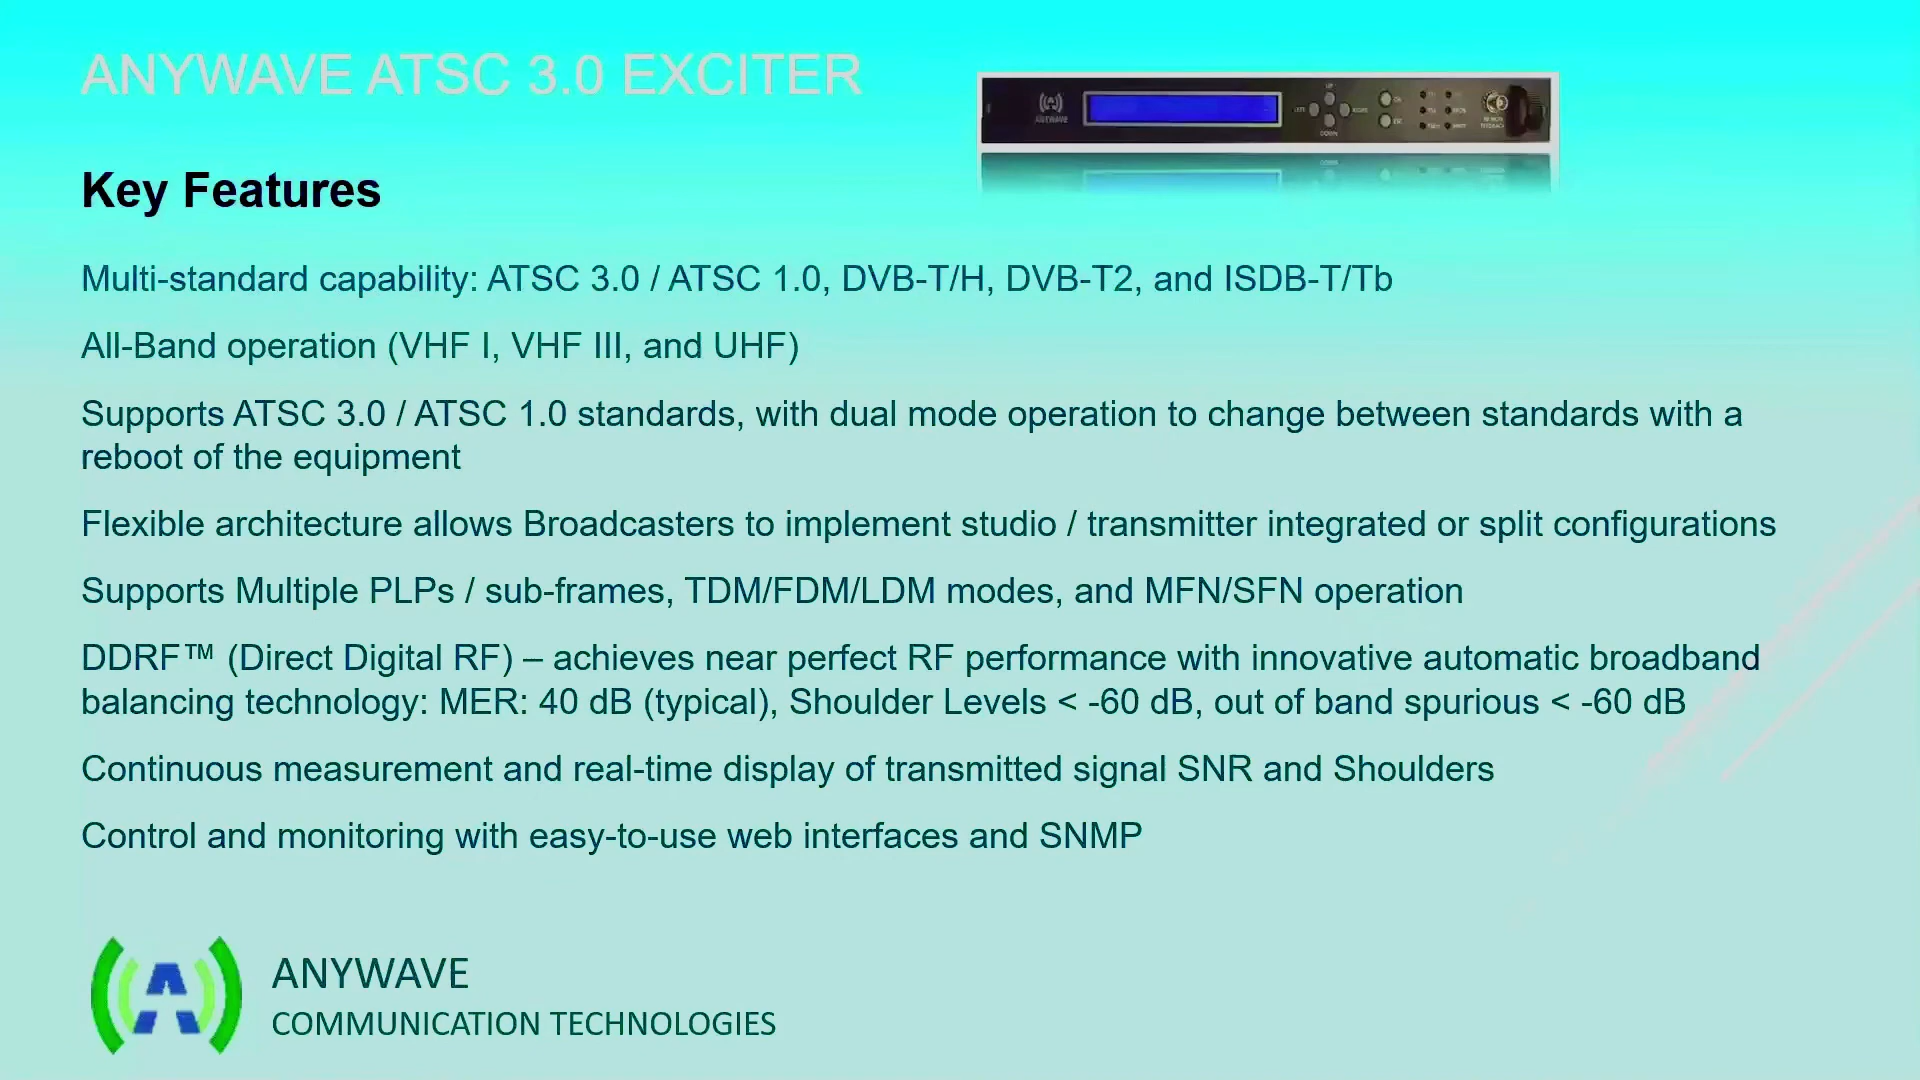 ANYWAVE ATSC 3.0 EXCITER
ANYWAVE
UP
DOWN
Key Features
Multi-standard capability: ATSC 3.0 / ATSC 1.0, DVB-T/H, DVB-T2, and ISDB-T/Tb
All-Band operation (VHF I, VHF III, and UHF)
Supports ATSC 3.0 / ATSC 1.0 standards, with dual mode operation to change between standards with a
reboot of the equipment
Flexible architecture allows Broadcasters to implement studio / transmitter integrated or split configurations
Supports Multiple PLPs / sub-frames, TDM/FDM/LDM modes, and MFN/SFN operation
DDRF™ (Direct Digital RF) – achieves near perfect RF performance with innovative automatic broadband
balancing technology: MER: 40 dB (typical), Shoulder Levels < -60 dB, out of band spurious < -60 dB
Continuous measurement and real-time display of transmitted signal SNR and Shoulders
Control and monitoring with easy-to-use web interfaces and SNMP
ANYWAVE
COMMUNICATION TECHNOLOGIES